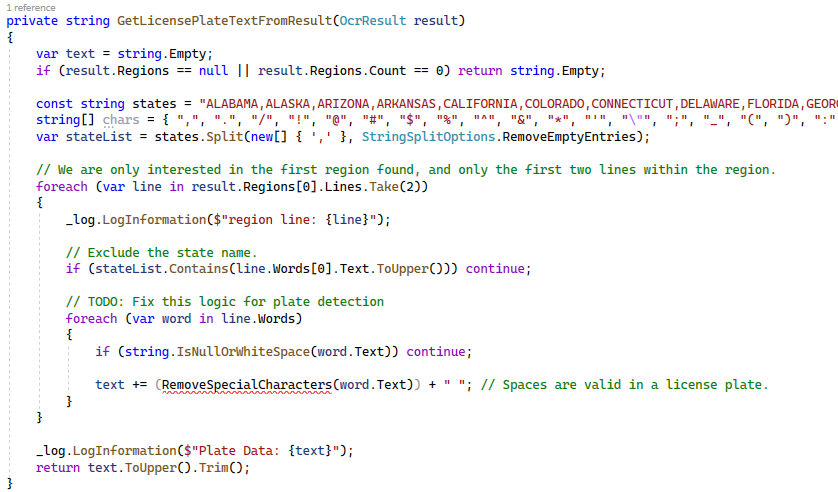 1 reference
private string GetLicensePlateTextFromResult(OcrResult result)
{
    var text = string.Empty;
    if (result.Regions == null || result.Regions.Count == 0) return string.Empty;

    const string states = "ALABAMA,ALASKA,ARIZONA,ARKANSAS,CALIFORNIA,COLORADO,CONNECTICUT,DELAWARE,FLORIDA,GEORG
    string[] chars = { ",", ".", "/", "!", "@", "#", "$", "%", "^", "&", "*", "'", "\"", ";", "_", "(", ")", ":"
    var stateList = states.Split(new[] { ',' }, StringSplitOptions.RemoveEmptyEntries);

    // We are only interested in the first region found, and only the first two lines within the region.
    foreach (var line in result.Regions[0].Lines.Take(2))
    {
        _log.LogInformation($"region line: {line}");

        // Exclude the state name.
        if (stateList.Contains(line.Words[0].Text.ToUpper())) continue;

        // TODO: Fix this logic for plate detection
        foreach (var word in line.Words)
        {
            if (string.IsNullOrWhiteSpace(word.Text)) continue;

            text += (RemoveSpecialCharacters(word.Text)) + " "; // Spaces are valid in a license plate.
        }
    }

    _log.LogInformation($"Plate Data: {text}");
    return text.ToUpper().Trim();
}